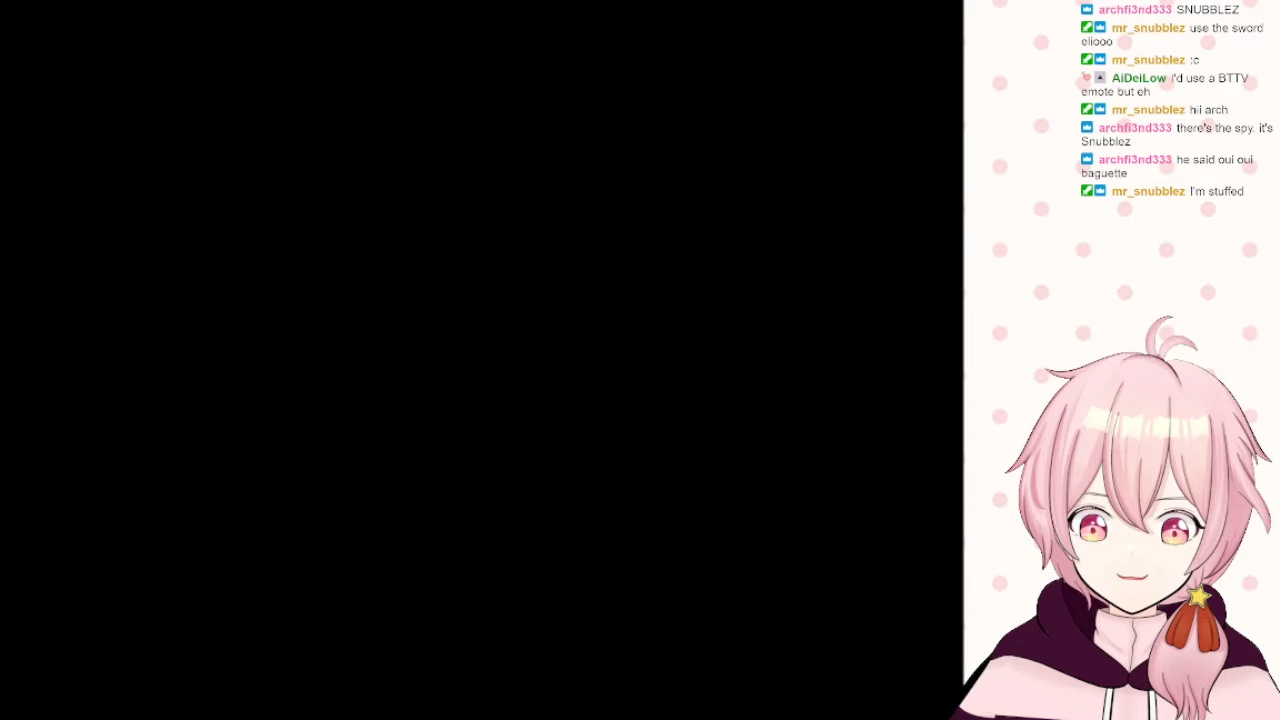 archfi3nd333 SNUBBLEZ
mr_snubblez use the sword
eliooo
mr_snubblez :c
AiDeiLow I'd use a BTTV
emote but eh
mr_snubblez hii arch
archfi3nd333 there's the spy. it's
Snubblez
archfi3nd333 he said oui oui
baguette
mr_snubblez I'm stuffed